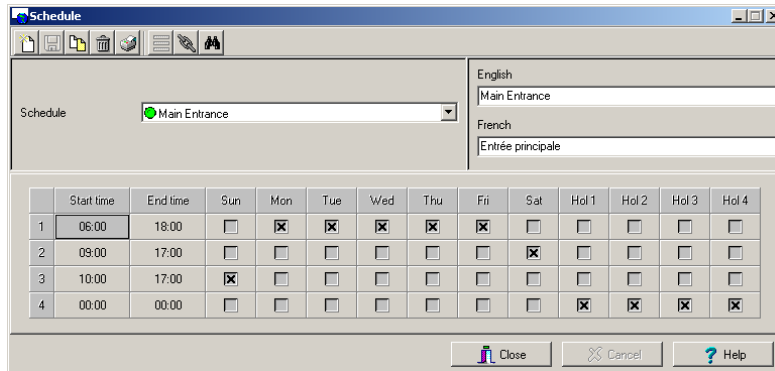 Schedule
English
Main Entrance
Schedule Main Entrance
French
Entrée principale
Start time End time Sun Mon Tue Wed Thu Fri Sat Hol 1 Hol 2 Hol 3 Hol 4
1 06:00 18:00
2 09:00 17:00
3 10:00 17:00
4 00:00 00:00
Close Cancel ? Help